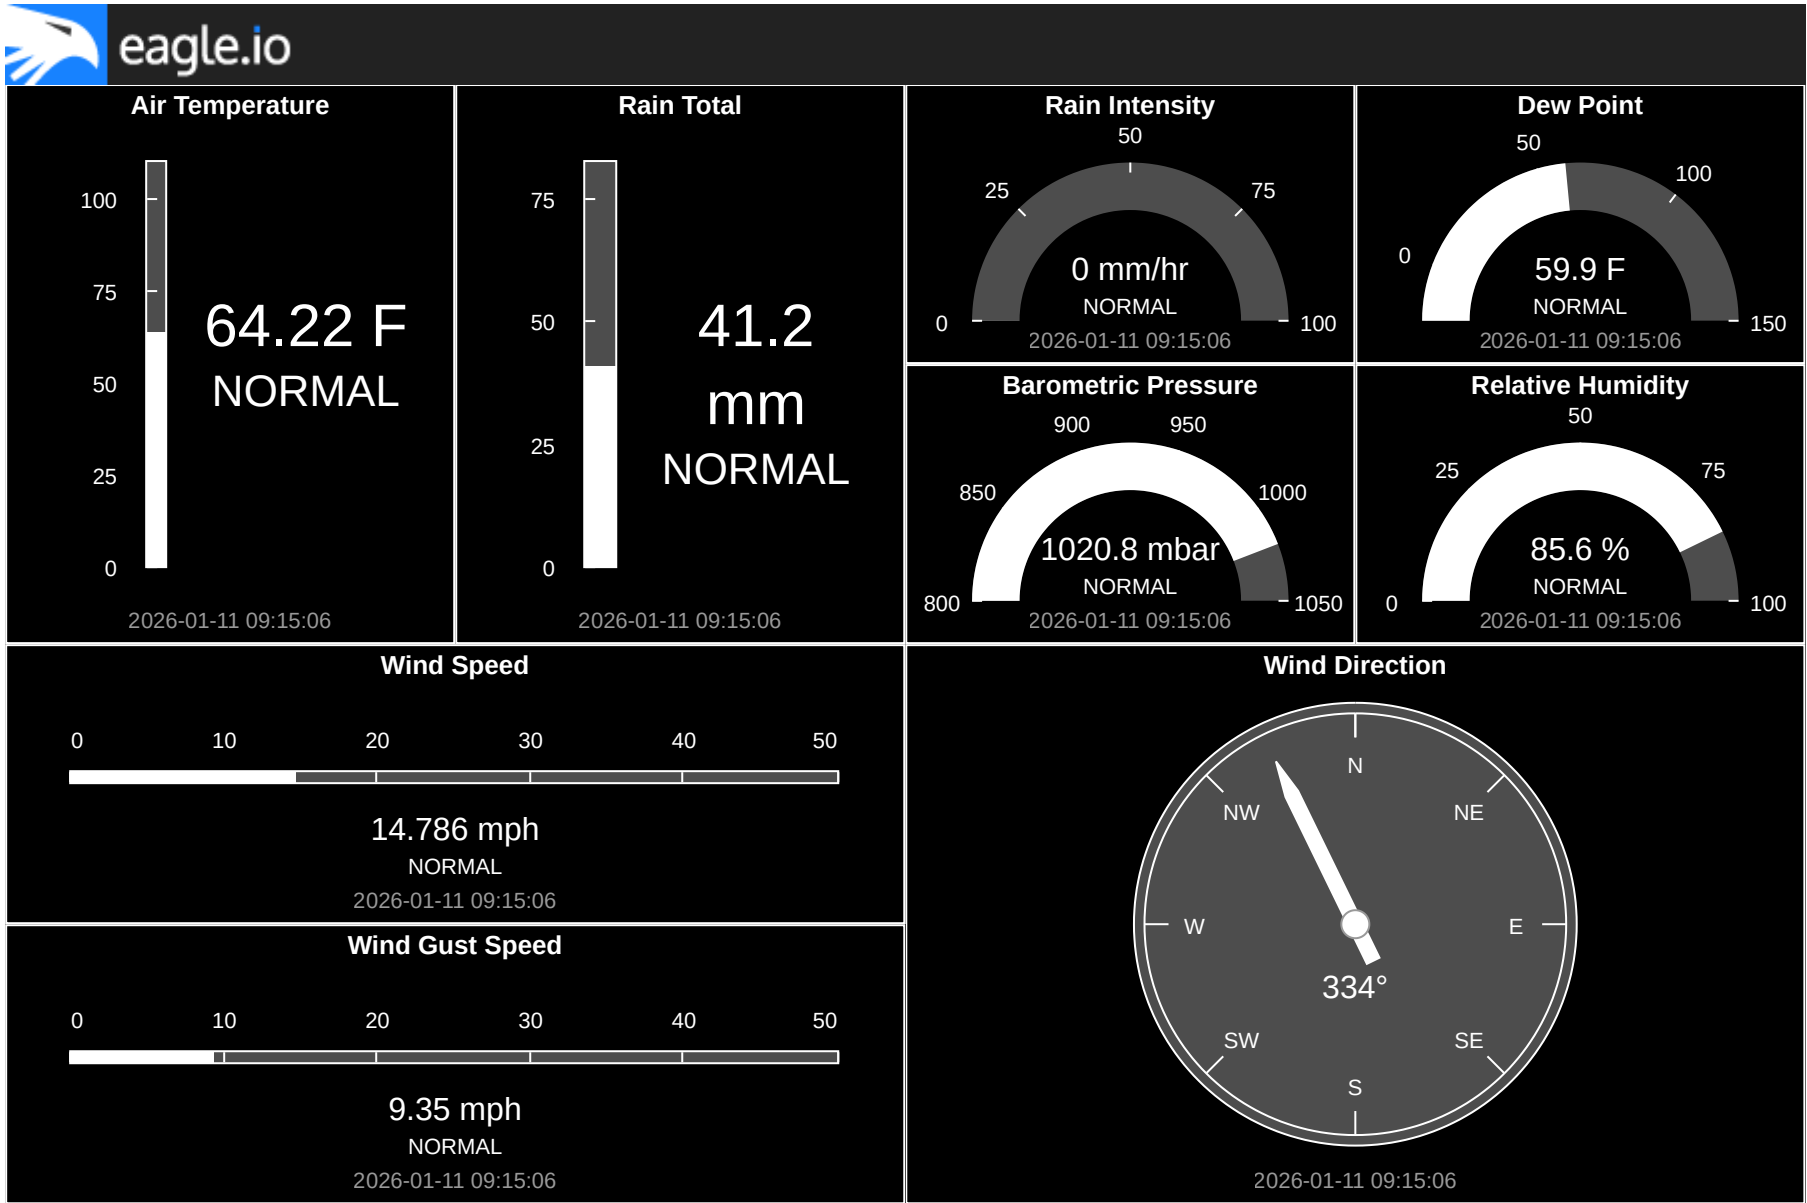 eagle.io
Air Temperature
100
75
50
25
0
64.22 F
NORMAL
2026-01-11 09:15:06
Rain Total
75
50
25
0
41.2
mm
NORMAL
2026-01-11 09:15:06
Rain Intensity
50
25
75
0
100
0 mm/hr
NORMAL
2026-01-11 09:15:06
Dew Point
50
100
0
150
59.9 F
NORMAL
2026-01-11 09:15:06
Barometric Pressure
900
950
850
1000
800
1050
1020.8 mbar
NORMAL
2026-01-11 09:15:06
Relative Humidity
50
25
75
0
100
85.6 %
NORMAL
2026-01-11 09:15:06
Wind Speed
0 10 20 30 40 50
14.786 mph
NORMAL
2026-01-11 09:15:06
Wind Gust Speed
0 10 20 30 40 50
9.35 mph
NORMAL
2026-01-11 09:15:06
Wind Direction
N
NW
NE
W
E
334°
SW
SE
S
2026-01-11 09:15:06